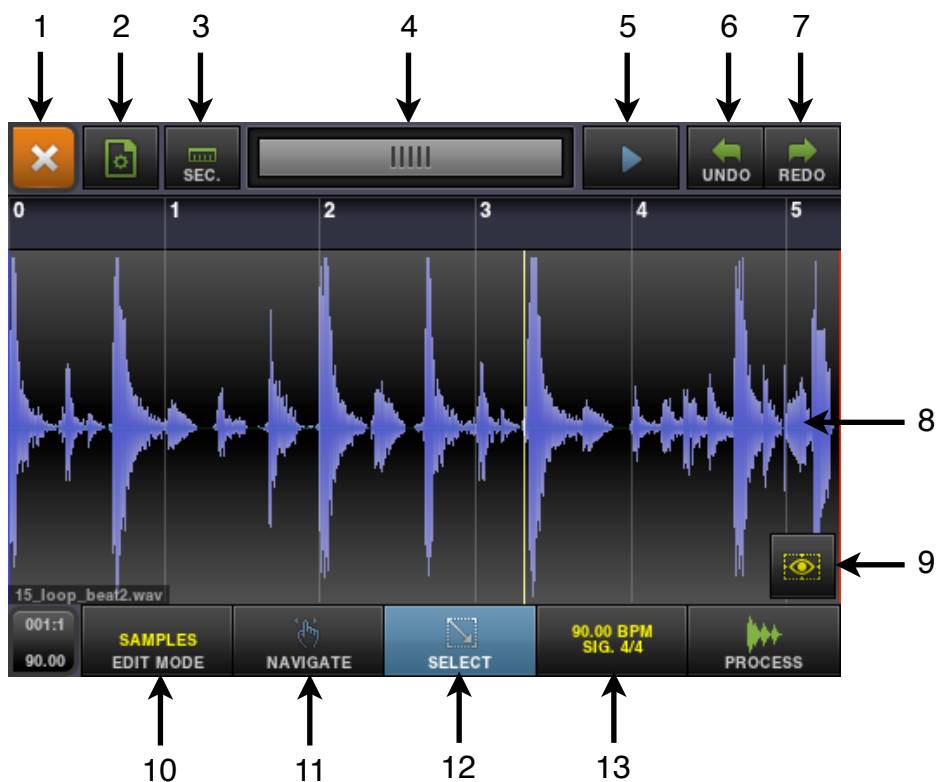 1 2 3 4 5 6 7
SEC. UNDO REDO
0 1 2 3 4 5
8
9
15_loop_beat2.wav
001:1
90.00
SAMPLES
EDIT MODE
NAVIGATE
SELECT
90.00 BPM
SIG. 4/4
PROCESS
10 11 12 13